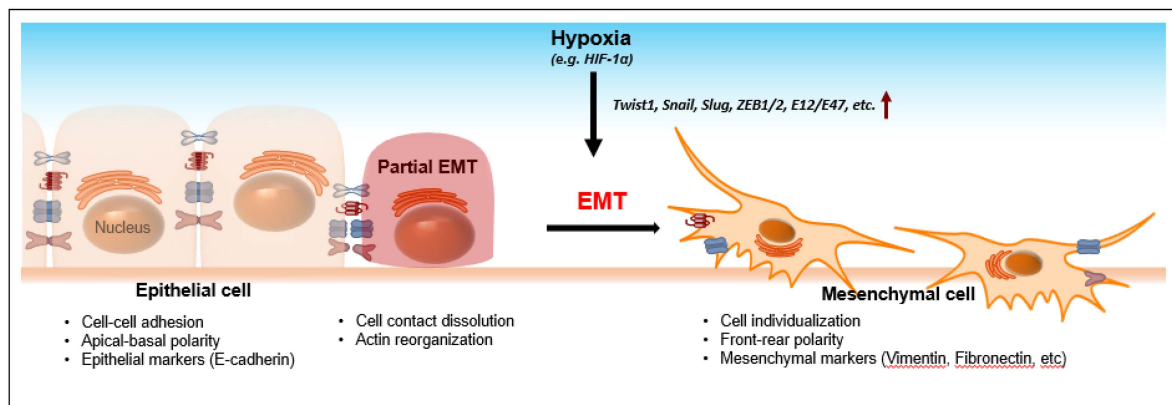 Hypoxia
(e.g. HIF-1α)
Twist1, Snail, Slug, ZEB1/2, E12/E47, etc.
Partial EMT
EMT
Nucleus
Epithelial cell
• Cell-cell adhesion
• Apical-basal polarity
• Epithelial markers (E-cadherin)
• Cell contact dissolution
• Actin reorganization
Mesenchymal cell
• Cell individualization
• Front-rear polarity
• Mesenchymal markers (Vimentin, Fibronectin, etc)